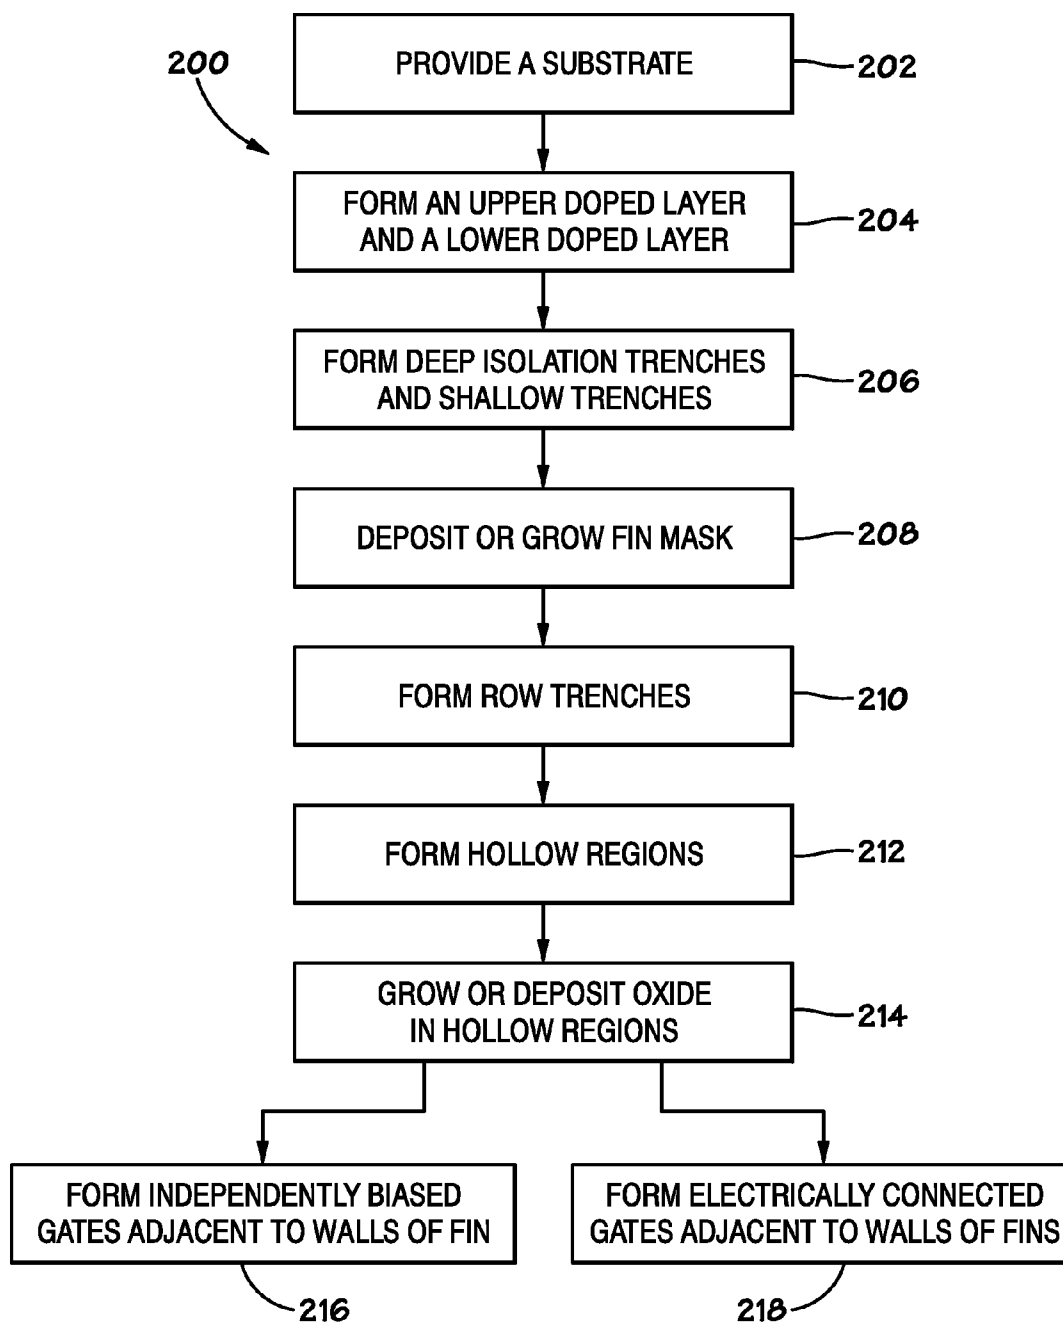 200
PROVIDE A SUBSTRATE
202
FORM AN UPPER DOPED LAYER
AND A LOWER DOPED LAYER
204
FORM DEEP ISOLATION TRENCHES
AND SHALLOW TRENCHES
206
DEPOSIT OR GROW FIN MASK
208
FORM ROW TRENCHES
210
FORM HOLLOW REGIONS
212
GROW OR DEPOSIT OXIDE
IN HOLLOW REGIONS
214
FORM INDEPENDENTLY BIASED
GATES ADJACENT TO WALLS OF FIN
216
FORM ELECTRICALLY CONNECTED
GATES ADJACENT TO WALLS OF FINS
218